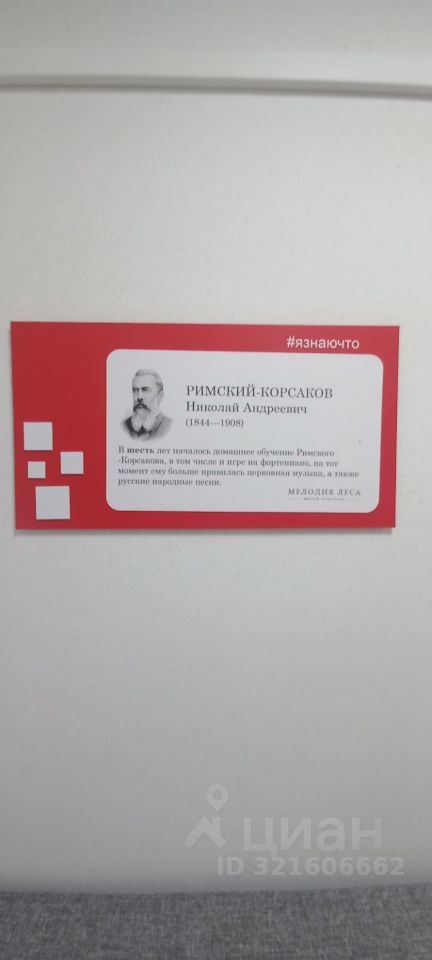 #язнаючто
РИМСКИЙ-КОРСАКОВ
Николай Андреевич
(1844—1908)
В шесть лет началось домашнее обучение Римского
-Корсакова, в том числе и игре на фортепиано, на тот
момент ему больше нравилась церковная музыка, а также
русские народные песни.
МЕЛОДИЯ ЛЕСА
циан
ID 321606662